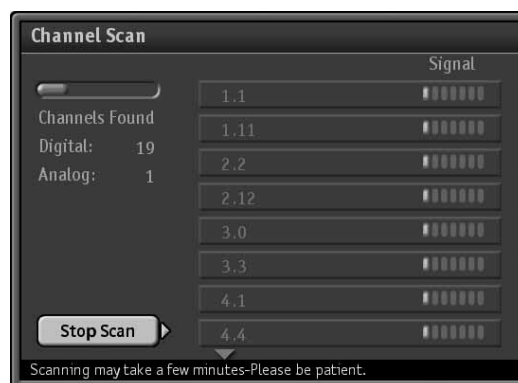 Channel Scan
Signal
Channels Found
Digital: 19
Analog: 1
1.1
1.11
2.2
2.12
3.0
3.3
4.1
4.4
Stop Scan
Scanning may take a few minutes-Please be patient.